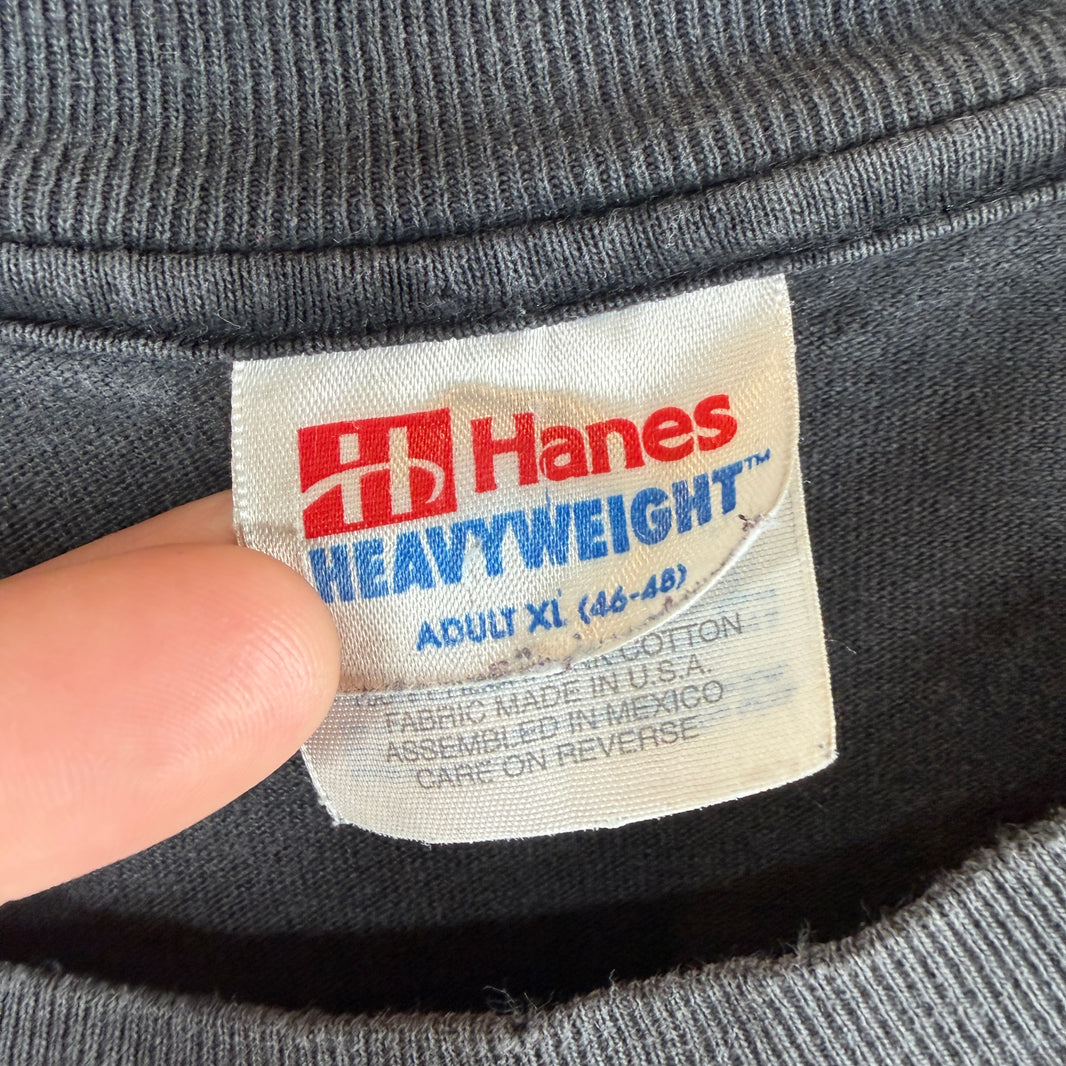 Hanes
HEAVYWEIGHT™
ADULT XL (46-48)
COTTON
FABRIC MADE IN U.S.A.
ASSEMBLED IN MEXICO
CARE ON REVERSE